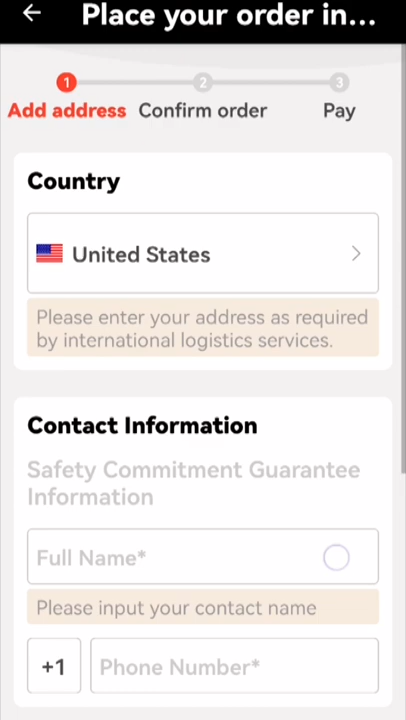 Place your order in...
1 2 3
Add address Confirm order Pay
Country
United States
Please enter your address as required
by international logistics services.
Contact Information
Safety Commitment Guarantee
Information
Full Name*
Please input your contact name
+1 Phone Number*